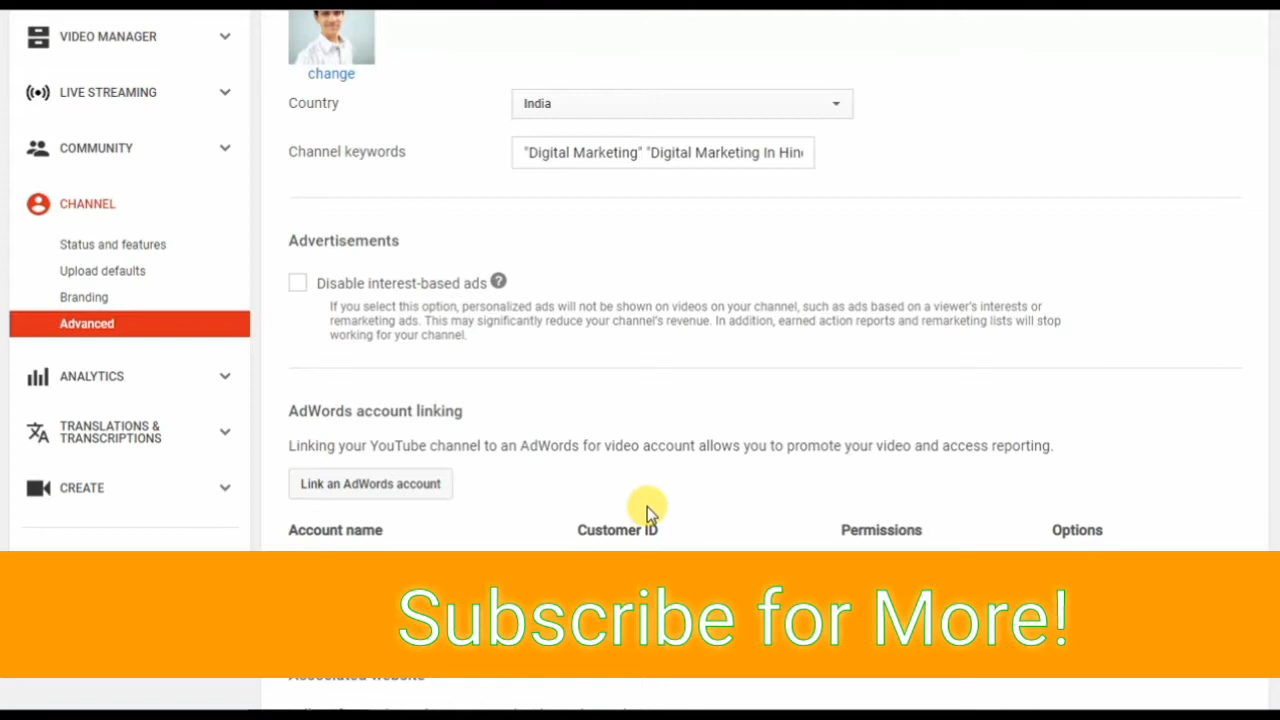 VIDEO MANAGER
LIVE STREAMING
COMMUNITY
CHANNEL
Status and features
Upload defaults
Branding
Advanced
ANALYTICS
TRANSLATIONS &
TRANSCRIPTIONS
CREATE
change
Country
India
Channel keywords
"Digital Marketing" "Digital Marketing In Hin
Advertisements
Disable interest-based ads ?
If you select this option, personalized ads will not be shown on videos on your channel, such as ads based on a viewer's interests or
remarketing ads. This may significantly reduce your channel's revenue. In addition, earned action reports and remarketing lists will stop
working for your channel.
AdWords account linking
Linking your YouTube channel to an AdWords for video account allows you to promote your video and access reporting.
Link an AdWords account
Account name Customer ID Permissions Options
Subscribe for More!